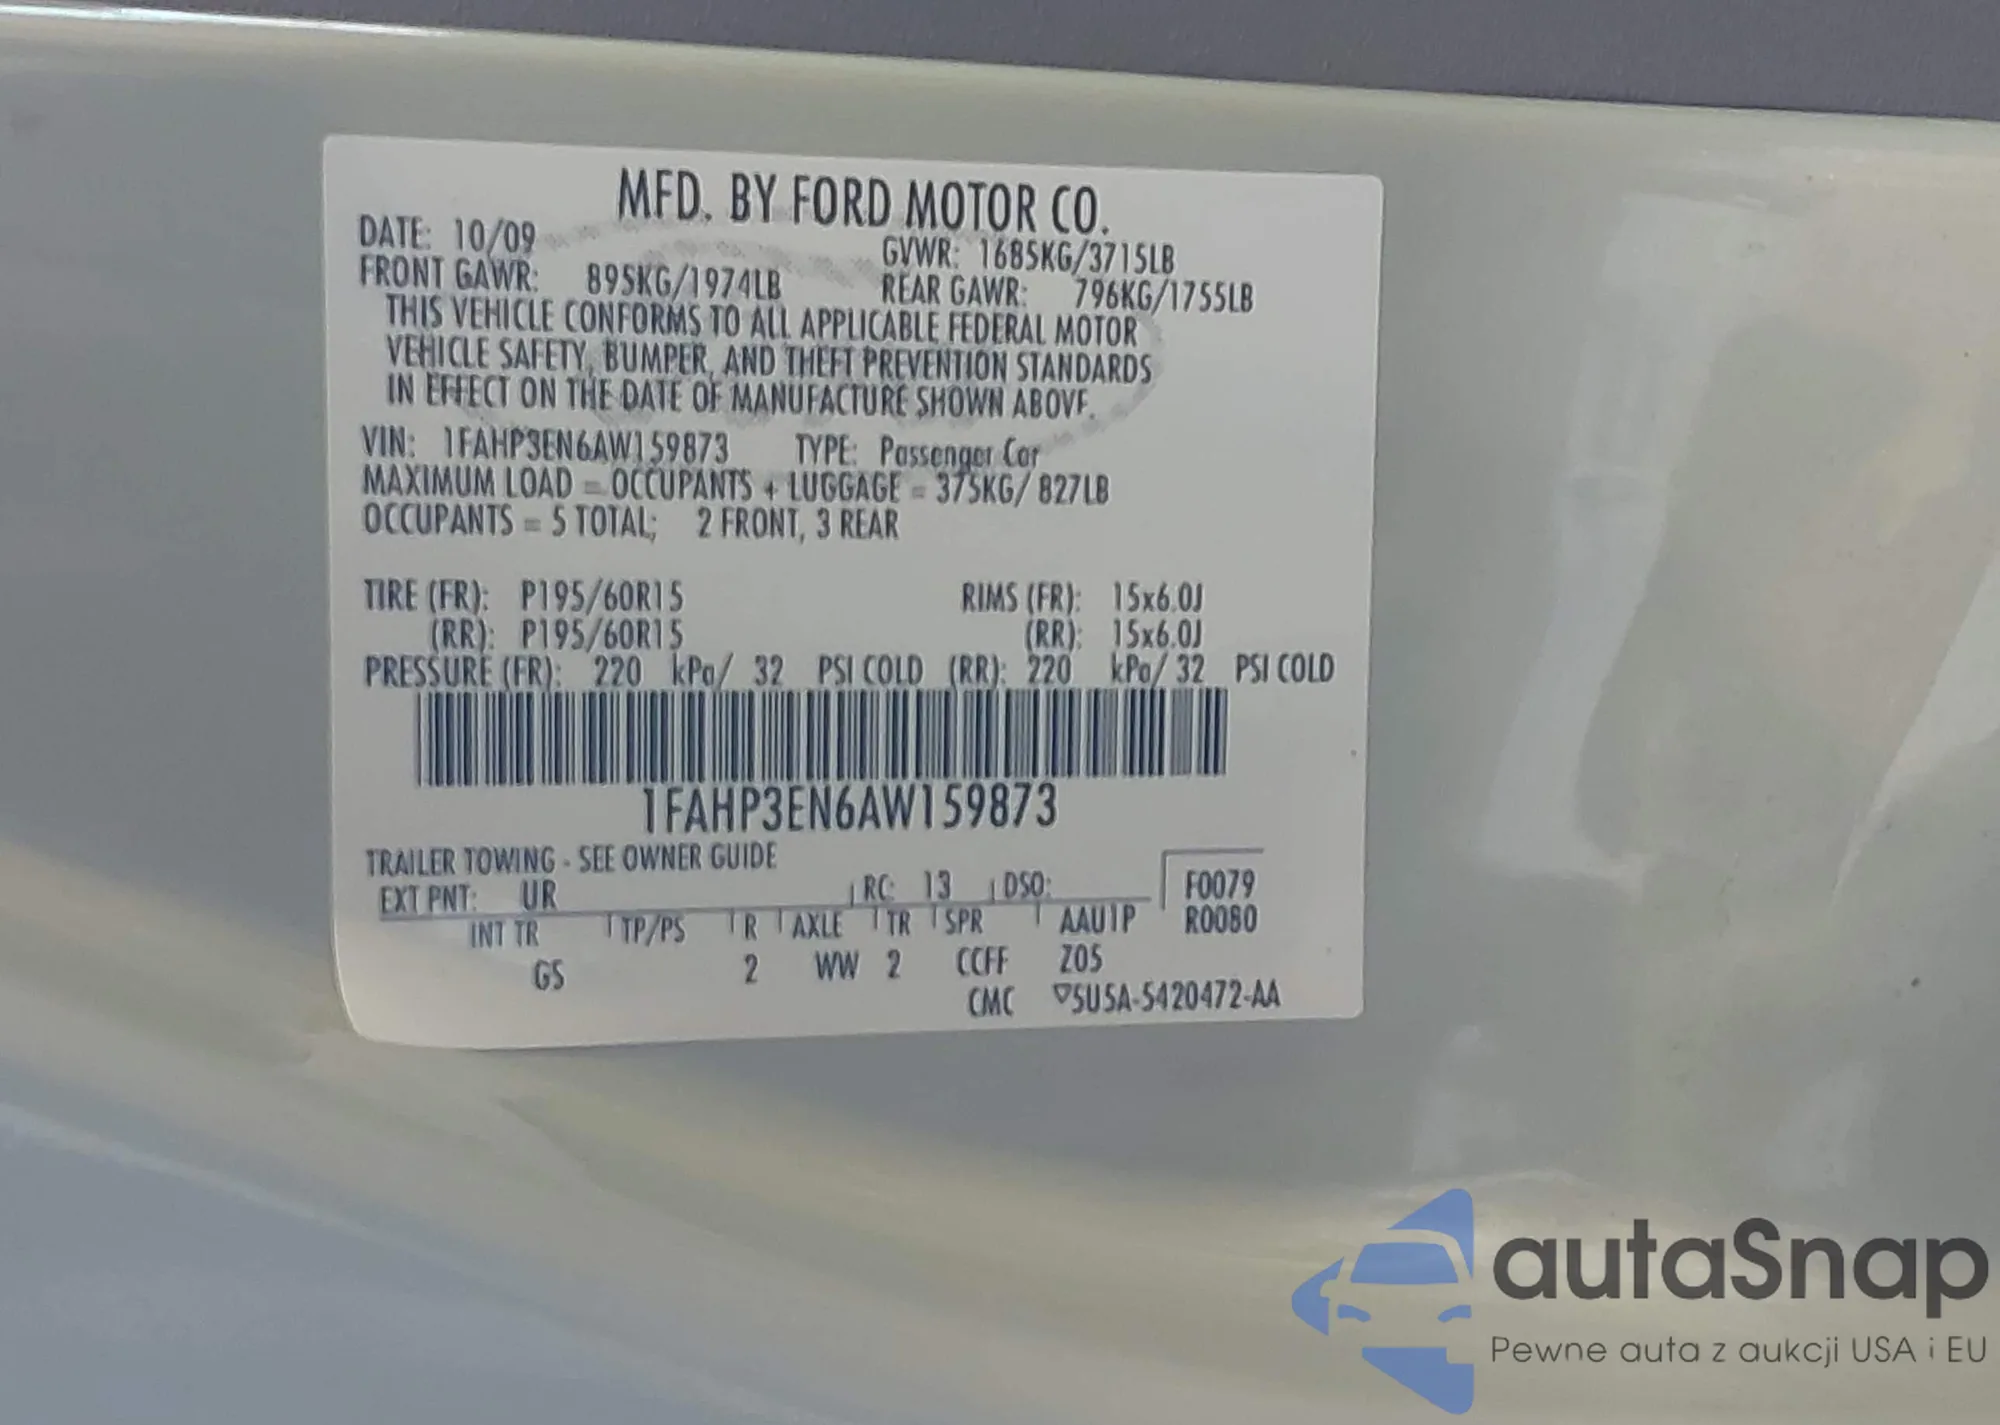 MFD. BY FORD MOTOR CO.
DATE: 10/09 GVWR: 1685KG/3715LB
FRONT GAWR: 895KG/1974LB REAR GAWR: 796KG/1755LB
THIS VEHICLE CONFORMS TO ALL APPLICABLE FEDERAL MOTOR
VEHICLE SAFETY, BUMPER, AND THEFT PREVENTION STANDARDS
IN EFFECT ON THE DATE OF MANUFACTURE SHOWN ABOVE.
VIN: 1FAHP3EN6AW159873 TYPE: Passenger Car
MAXIMUM LOAD = OCCUPANTS + LUGGAGE = 375KG/ 827LB
OCCUPANTS = 5 TOTAL; 2 FRONT, 3 REAR
TIRE (FR): P195/60R15 RIMS (FR): 15x6.0J
(RR): P195/60R15 (RR): 15x6.0J
PRESSURE (FR): 220 kPa/ 32 PSI COLD (RR): 220 kPa/ 32 PSI COLD
1FAHP3EN6AW159873
TRAILER TOWING - SEE OWNER GUIDE
EXT PNT: UR RC: 13 DSO: F0079
INT TR TP/PS R AXLE TR SPR AAU1P R0080
GS 2 WW 2 CCFF Z05
CMC ▽5U5A-5420472-AA
autaSnap
Pewne auta z aukcji USA i EU